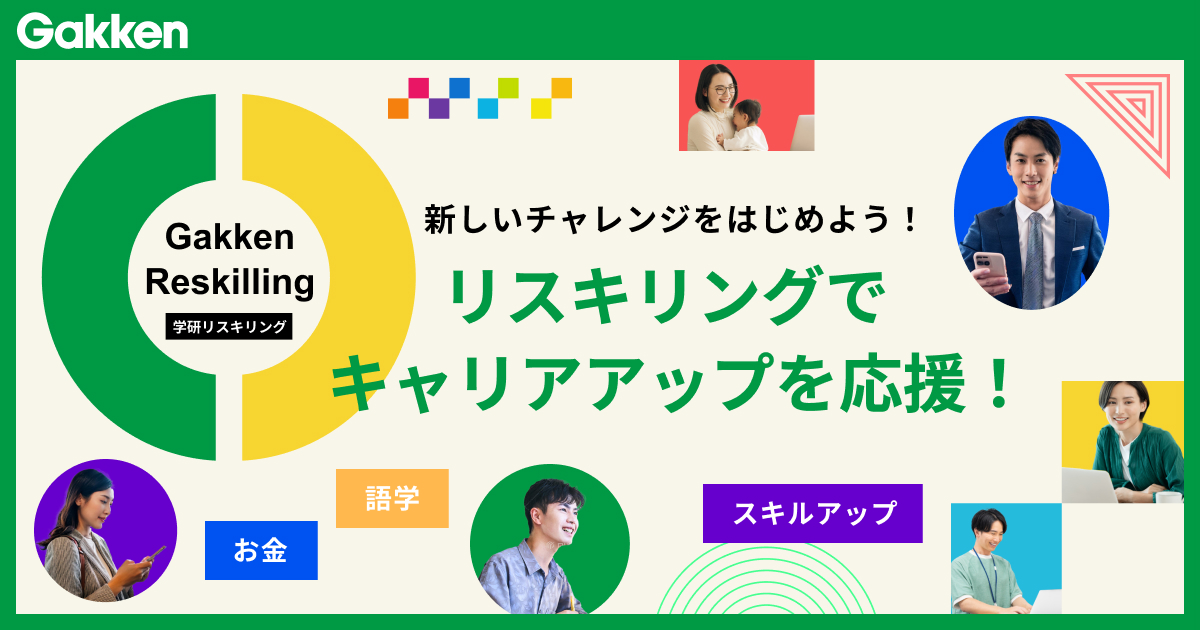 Gakken
Gakken
Reskilling
学研リスキリング
新しいチャレンジをはじめよう！
リスキリングで
キャリアアップを応援！
語学
スキルアップ
お金